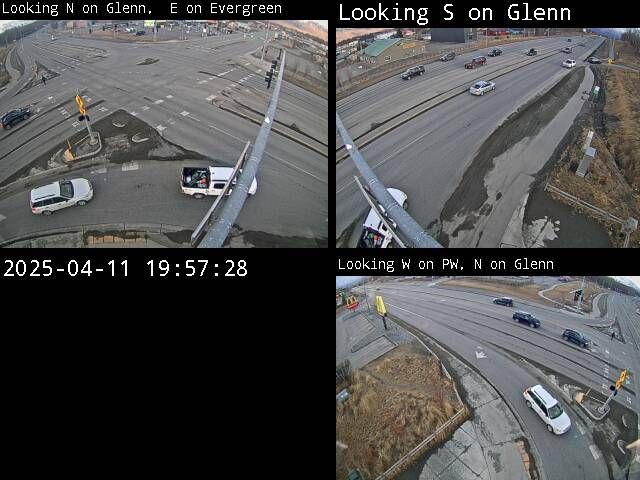 Looking N on Glenn,  E on Evergreen
Looking S on Glenn
2025-04-11 19:57:28
Looking W on PW, N on Glenn